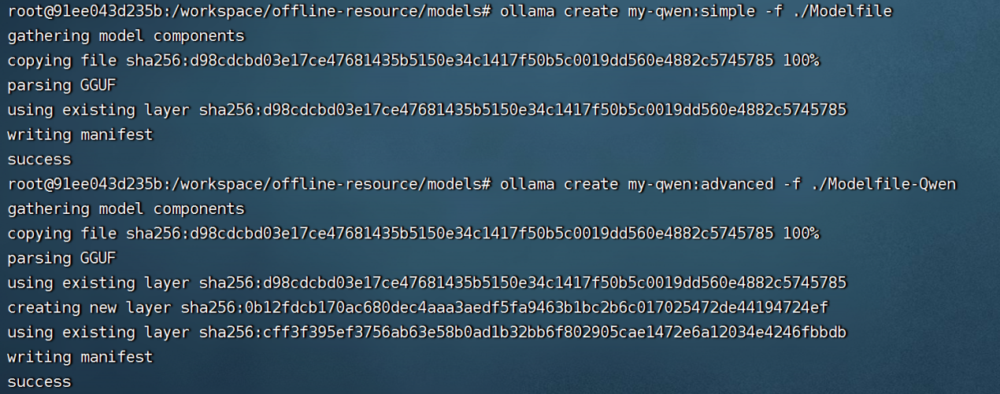 root@91ee043d235b:/workspace/offline-resource/models# ollama create my-qwen:simple -f ./Modelfile
gathering model components
copying file sha256:d98cdcbd03e17ce47681435b5150e34c1417f50b5c0019dd560e4882c5745785 100%
parsing GGUF
using existing layer sha256:d98cdcbd03e17ce47681435b5150e34c1417f50b5c0019dd560e4882c5745785
writing manifest
success
root@91ee043d235b:/workspace/offline-resource/models# ollama create my-qwen:advanced -f ./Modelfile-Qwen
gathering model components
copying file sha256:d98cdcbd03e17ce47681435b5150e34c1417f50b5c0019dd560e4882c5745785 100%
parsing GGUF
using existing layer sha256:d98cdcbd03e17ce47681435b5150e34c1417f50b5c0019dd560e4882c5745785
creating new layer sha256:0b12fdcb170ac680dec4aaa3aedf5fa9463b1bc2b6c017025472de44194724ef
using existing layer sha256:cff3f395ef3756ab63e58b0ad1b32bb6f802905cae1472e6a12034e4246fbbdb
writing manifest
success